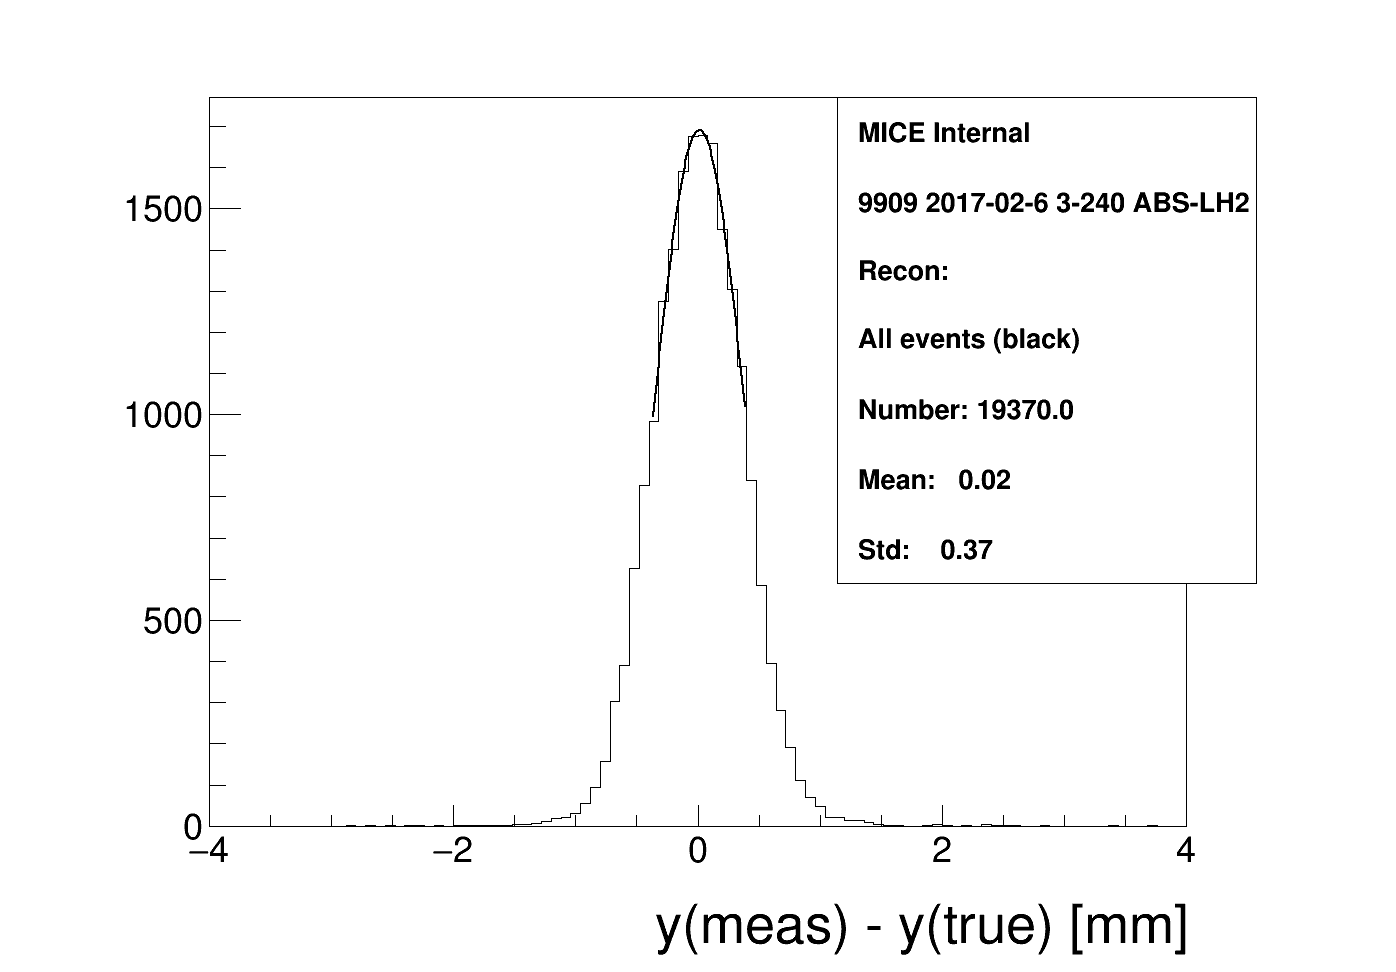 MICE Internal
9909 2017-02-6 3-240 ABS-LH2
Recon:
All events (black)
Number: 19370.0
Mean: 0.02
Std: 0.37
1500
1000
500
0
−4 −2 0 2 4
y(meas) - y(true) [mm]